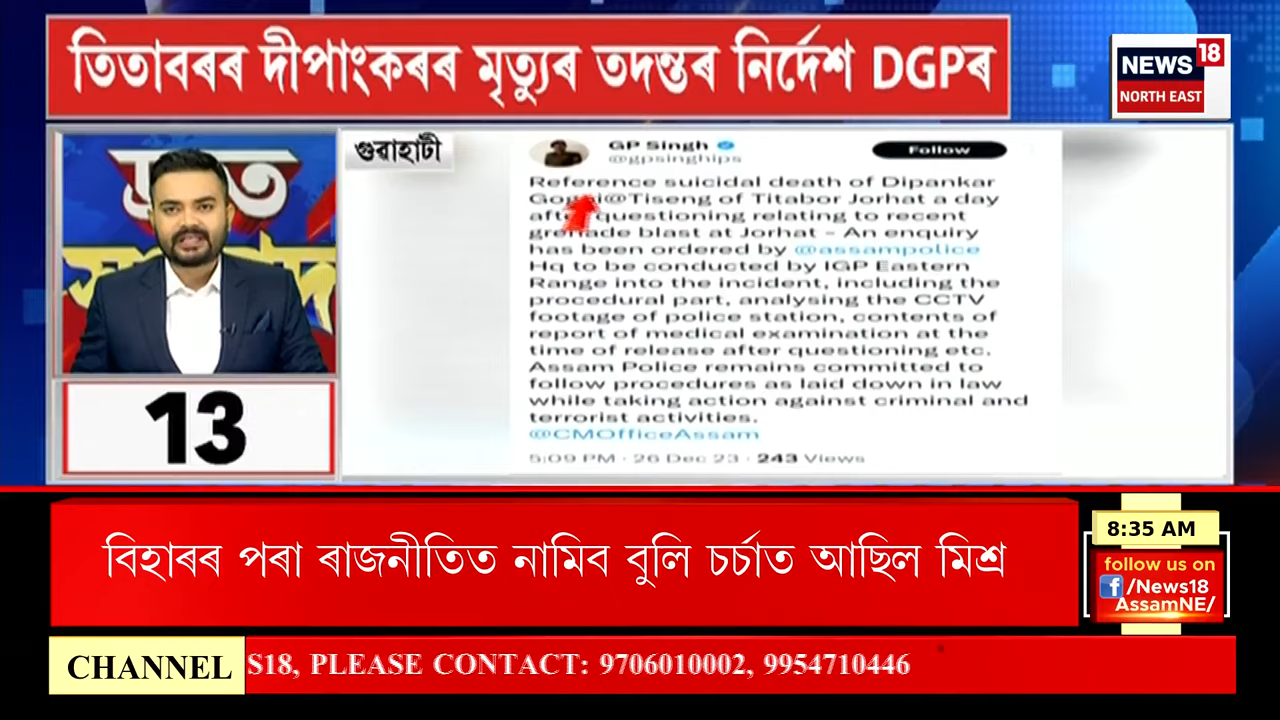 তিতাবৰৰ দীপাংকৰৰ মৃত্যুৰ তদন্তৰ নিৰ্দেশ DGPৰ
NEWS 18
NORTH EAST
গুৱাহাটী
GP Singh
@gpsinghips
Follow
Reference suicidal death of Dipankar
Gogoi@Tiseng of Titabor Jorhat a day
after questioning relating to recent
grenade blast at Jorhat - An enquiry
has been ordered by @assampolice
Hq to be conducted by IGP Eastern
Range into the incident, including the
procedural part, analysing the CCTV
footage of police station, contents of
report of medical examination at the
time of release after questioning etc.
Assam Police remains committed to
follow procedures as laid down in law
while taking action against criminal and
terrorist activities.
@CMOfficeAssam
5:09 PM · 26 Dec 23 · 243 Views
13
বিহাৰৰ পৰা ৰাজনীতিত নামিব বুলি চৰ্চাত আছিল মিশ্ৰ
8:35 AM
follow us on
f/News18
AssamNE/
CHANNEL S18, PLEASE CONTACT: 9706010002, 9954710446